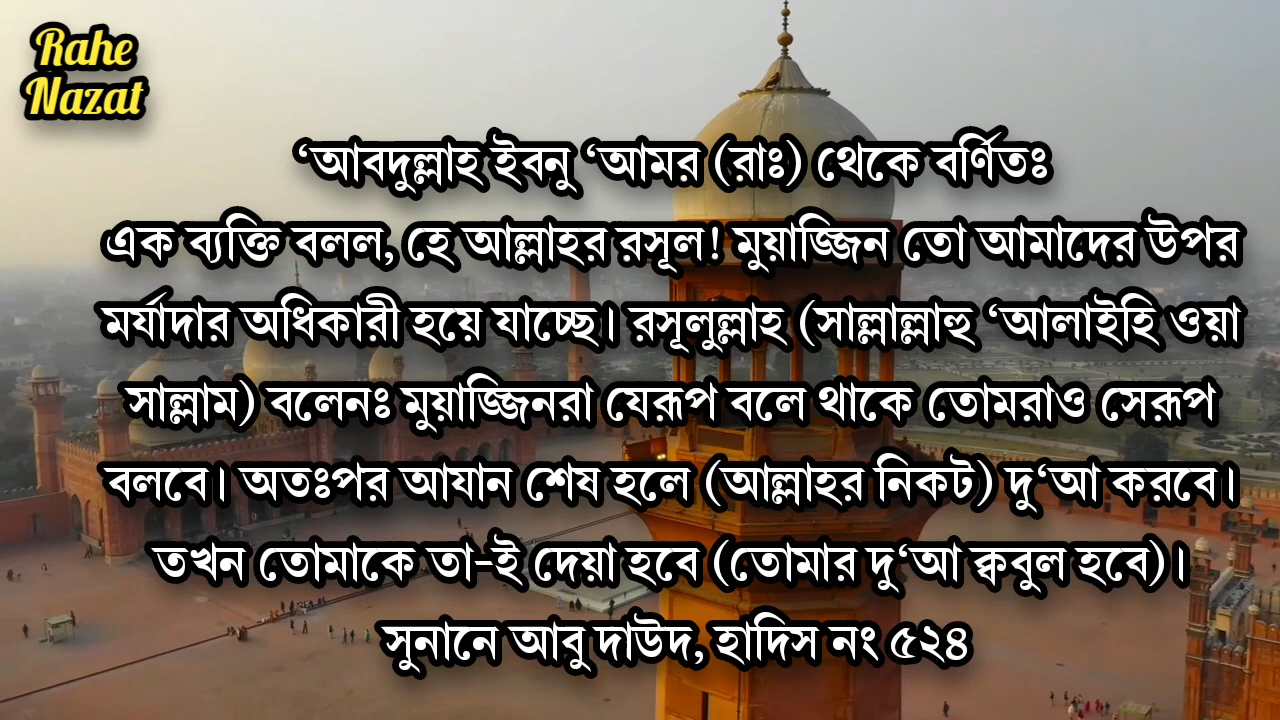 Rahe
Nazat
‘আবদুল্লাহ ইবনু ‘আমর (রাঃ) থেকে বর্ণিতঃ
এক ব্যক্তি বলল, হে আল্লাহর রসূল! মুয়াজ্জিন তো আমাদের উপর
মর্যাদার অধিকারী হয়ে যাচ্ছে। রসূলুল্লাহ (সাল্লাল্লাহু ‘আলাইহি ওয়া
সাল্লাম) বলেনঃ মুয়াজ্জিনরা যেরূপ বলে থাকে তোমরাও সেরূপ
বলবে। অতঃপর আযান শেষ হলে (আল্লাহর নিকট) দু‘আ করবে।
তখন তোমাকে তা-ই দেয়া হবে (তোমার দু‘আ ক্ববুল হবে)।
সুনানে আবু দাউদ, হাদিস নং ৫২৪